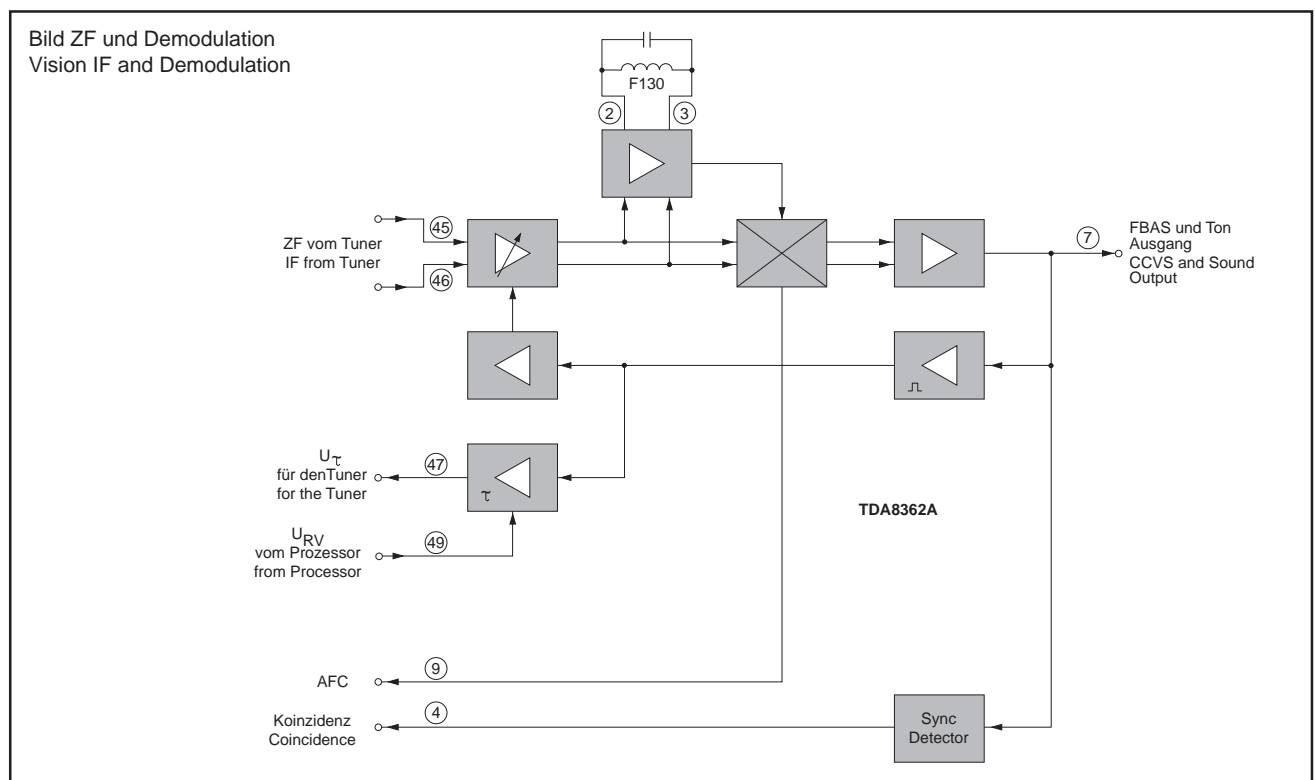 Bild ZF und Demodulation
Vision IF and Demodulation
F130
2
3
45
ZF vom Tuner
IF from Tuner
46
7
FBAS und Ton
Ausgang
CCVS and Sound
Output
Uτ
für denTuner
for the Tuner
47
τ
TDA8362A
URV
vom Prozessor
from Processor
49
AFC
9
Koinzidenz
Coincidence
4
Sync
Detector